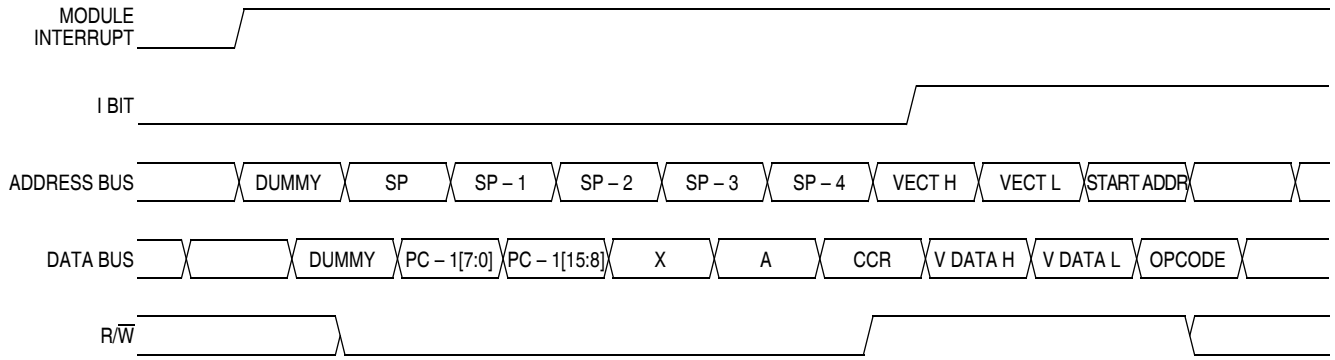 MODULE
INTERRUPT
I BIT
ADDRESS BUS DUMMY SP SP – 1 SP – 2 SP – 3 SP – 4 VECT H VECT L START ADDR
DATA BUS DUMMY PC – 1[7:0] PC – 1[15:8] X A CCR V DATA H V DATA L OPCODE
R/W̅